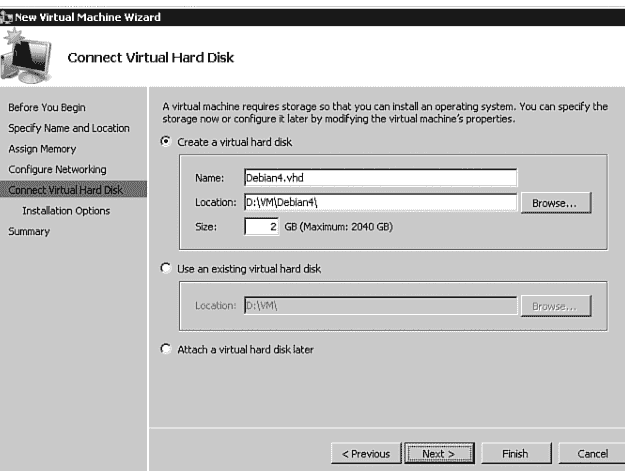 New Virtual Machine Wizard
Connect Virtual Hard Disk
Before You Begin
Specify Name and Location
Assign Memory
Configure Networking
Connect Virtual Hard Disk
Installation Options
Summary
A virtual machine requires storage so that you can install an operating system. You can specify the
storage now or configure it later by modifying the virtual machine's properties.
Create a virtual hard disk
Name: Debian4.vhd
Location: D:\VM\Debian4\ Browse...
Size: 2 GB (Maximum: 2040 GB)
Use an existing virtual hard disk
Location: D:\VM\ Browse...
Attach a virtual hard disk later
< Previous Next > Finish Cancel